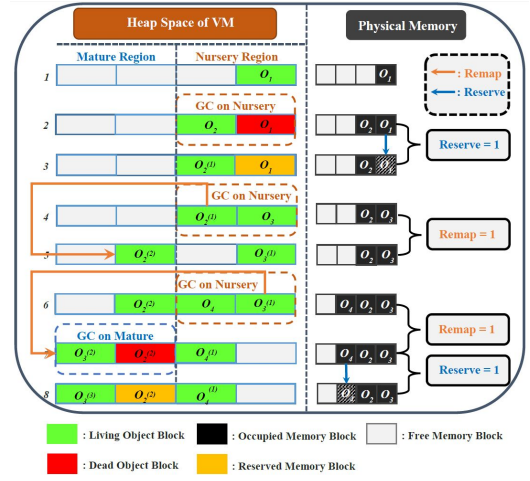 Heap Space of VM
Physical Memory
Mature Region
Nursery Region
: Remap
: Reserve
1 O1
O1
GC on Nursery
2 O2 O1
O2 O1
Reserve = 1
3 O2(1) O1
O2
GC on Nursery
4 O2(1) O3
O2 O3
Remap = 1
O2(2) O3(1)
O2 O3
GC on Nursery
6 O2(2) O4 O3(1)
O4 O2 O3
Remap = 1
GC on Mature
O3(2) O2(2) O4(1)
O4 O2 O3
Reserve = 1
8 O3(3) O2(2) O4(1)
O2 O3
: Living Object Block
: Occupied Memory Block
: Free Memory Block
: Dead Object Block
: Reserved Memory Block